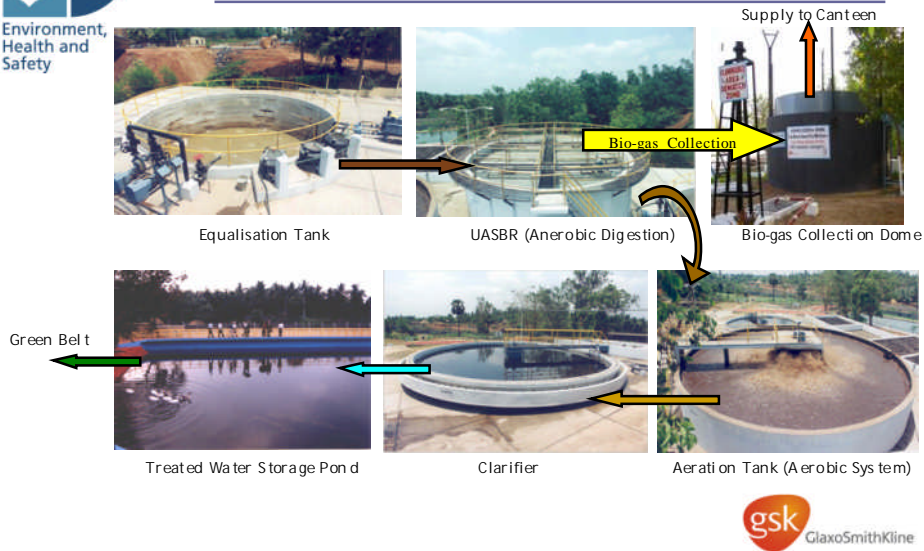 Environment,
Health and
Safety
Supply to Canteen
Bio-gas Collection
Equalisation Tank
UASBR (Anerobic Digestion)
Bio-gas Collection Dome
Green Belt
Treated Water Storage Pond
Clarifier
Aeration Tank (Aerobic System)
gsk
GlaxoSmithKline